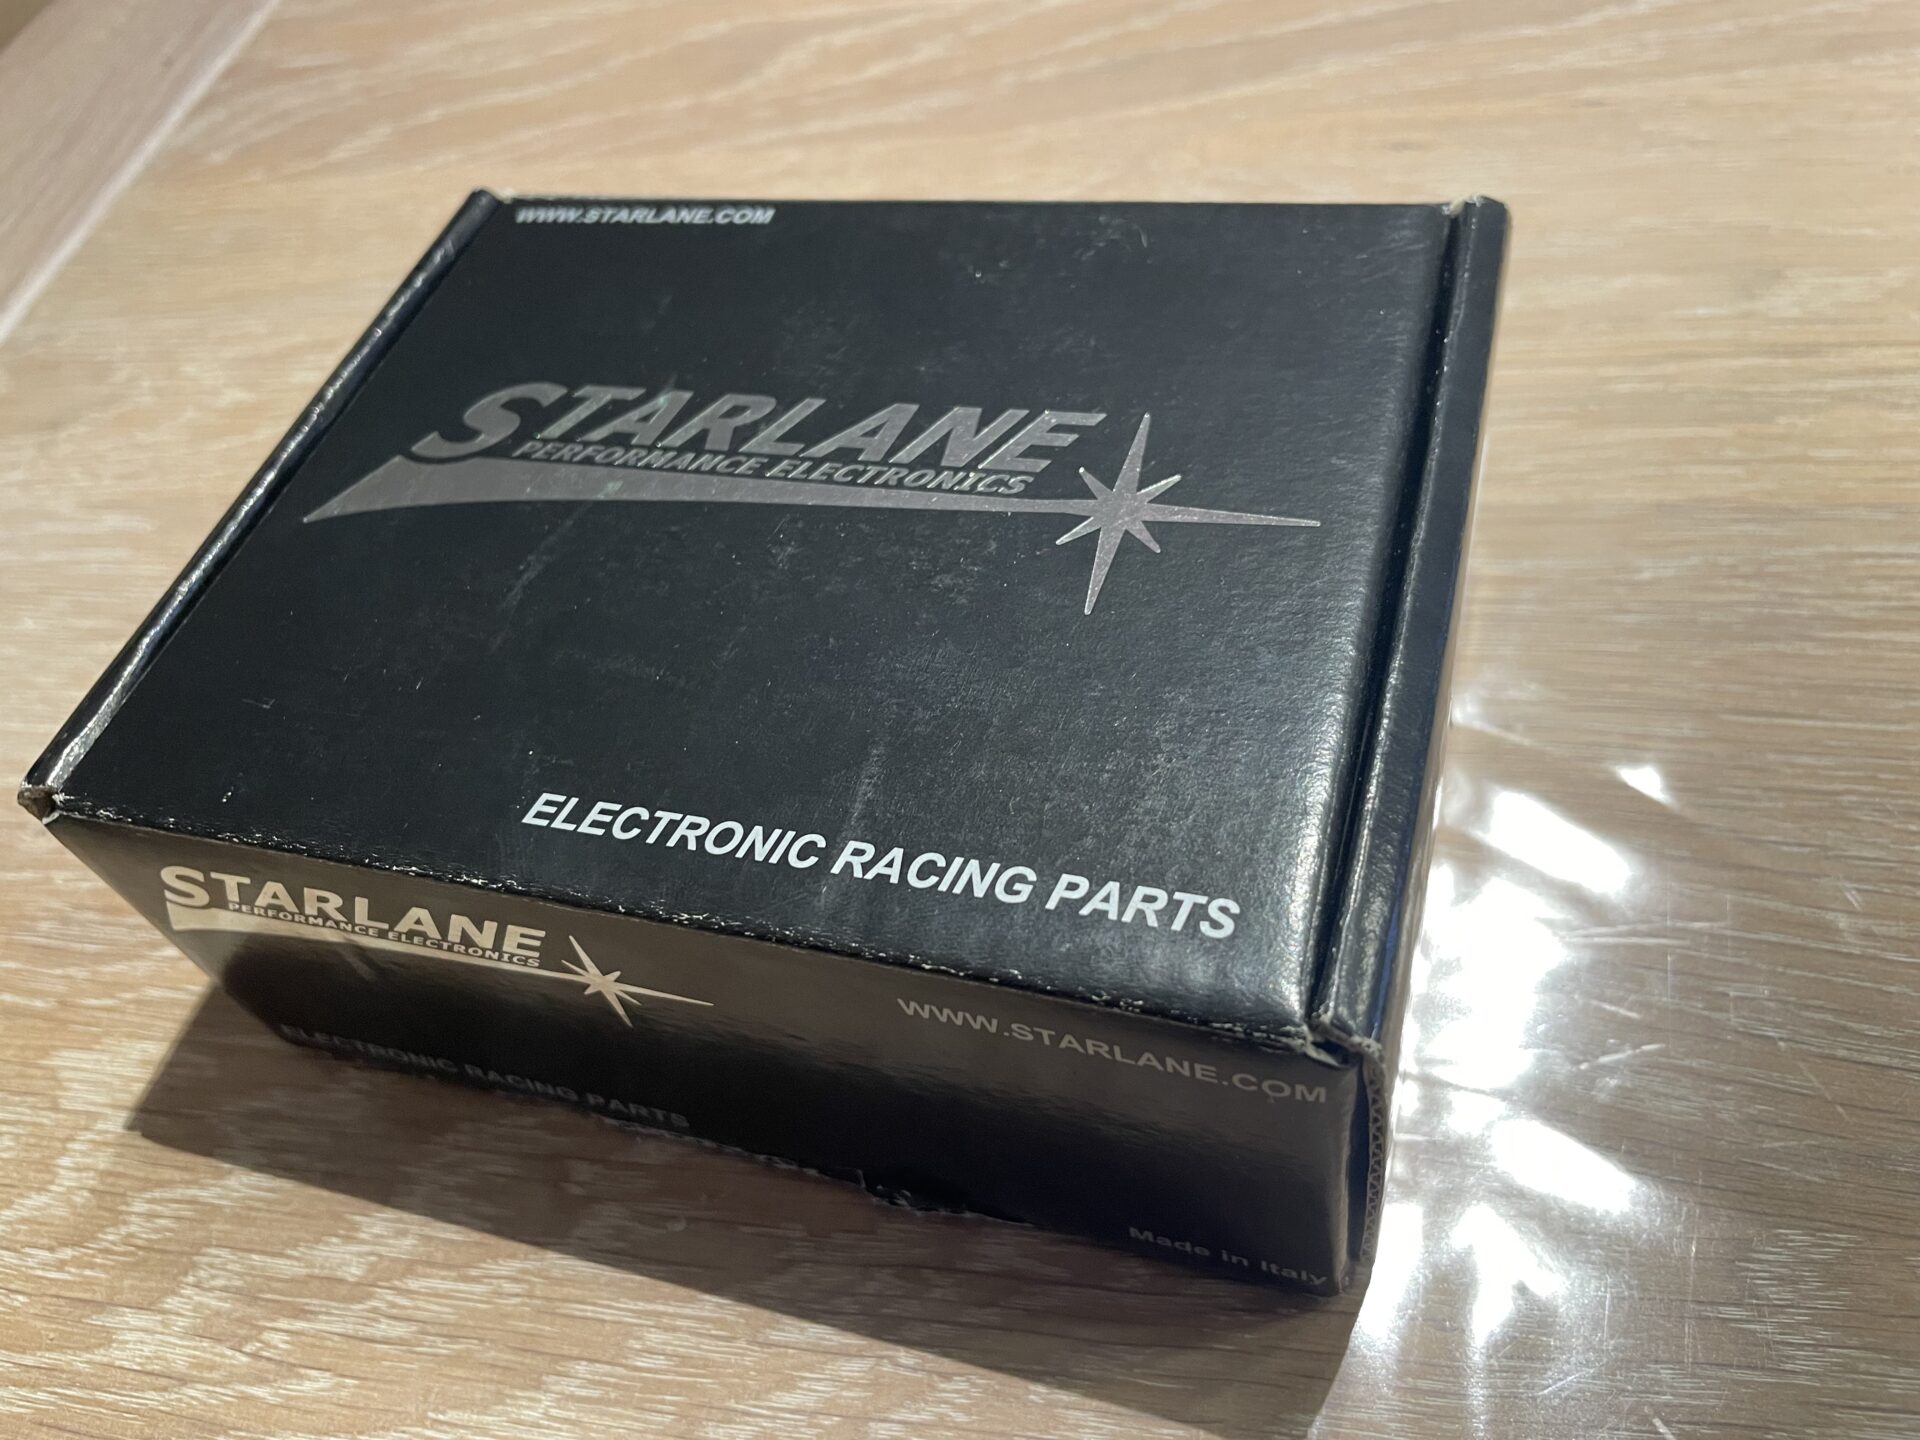 WWW.STARLANE.COM
STARLANE
PERFORMANCE ELECTRONICS
ELECTRONIC RACING PARTS
STARLANE
PERFORMANCE ELECTRONICS
WWW.STARLANE.COM
ELECTRONIC RACING PARTS
Made in Italy